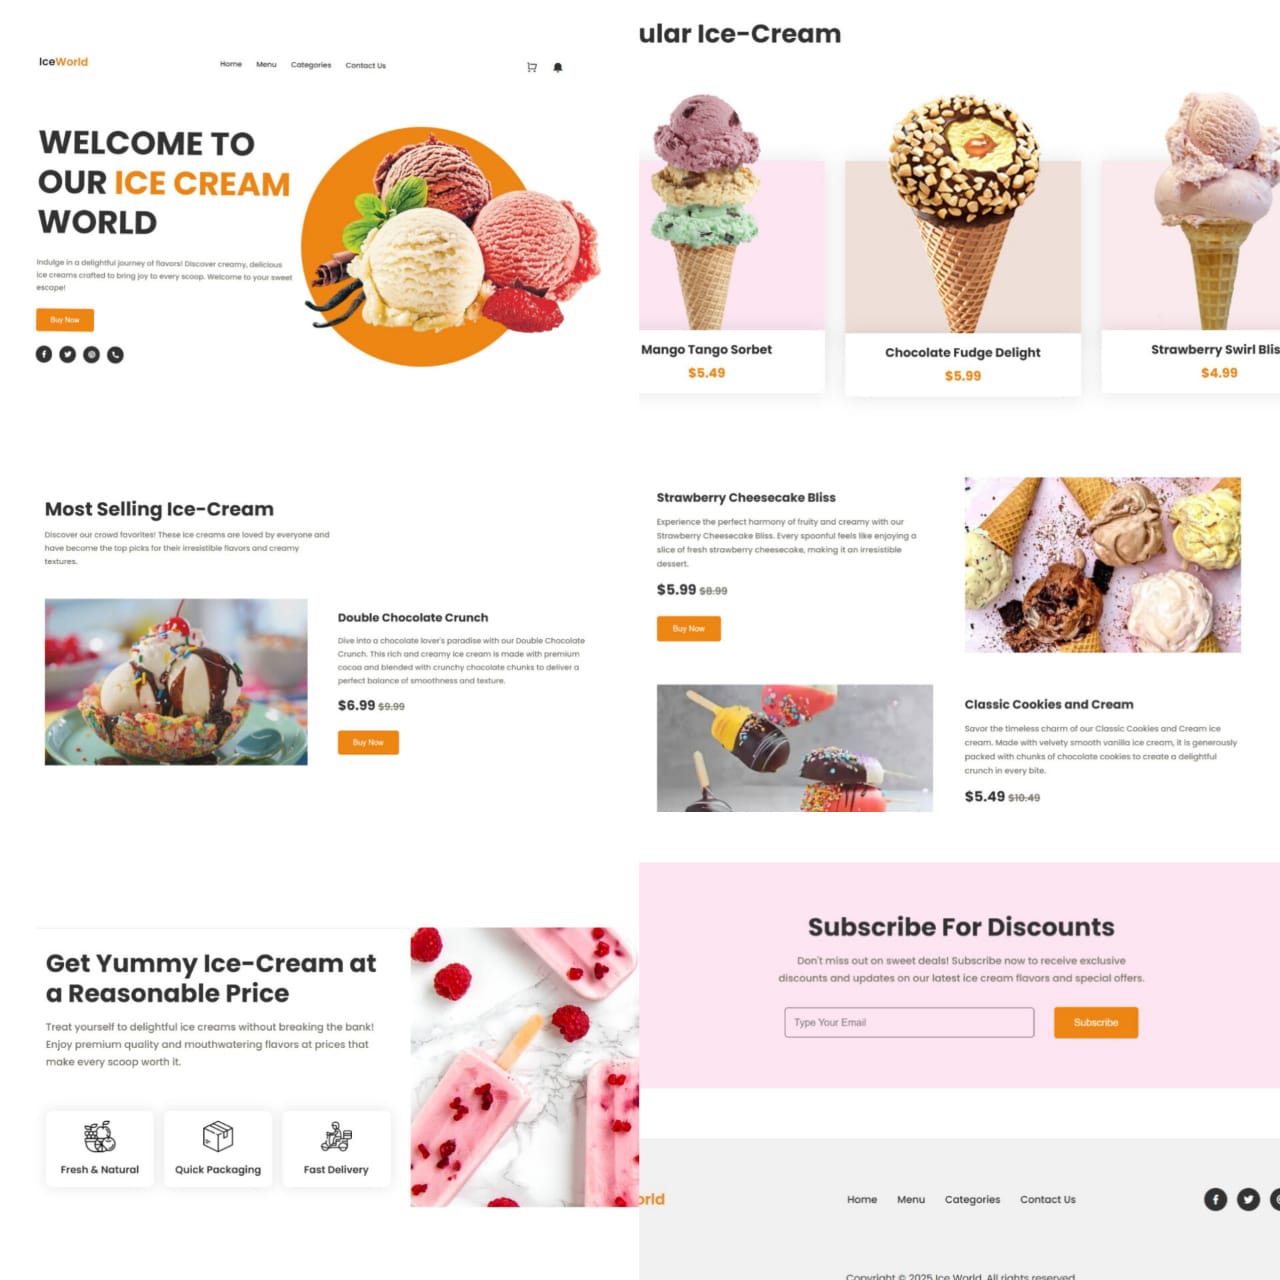 IceWorld
Home Menu Categories Contact Us
WELCOME TO
OUR ICE CREAM
WORLD
Indulge in a delightful journey of flavors! Discover creamy, delicious
ice creams crafted to bring joy to every scoop. Welcome to your sweet
escape!
Buy Now
ular Ice-Cream
Mango Tango Sorbet
$5.49
Chocolate Fudge Delight
$5.99
Strawberry Swirl Blis
$4.99
Most Selling Ice-Cream
Discover our crowd favorites! These ice creams are loved by everyone and
have become the top picks for their irresistible flavors and creamy
textures.
Double Chocolate Crunch
Dive into a chocolate lover's paradise with our Double Chocolate
Crunch. This rich and creamy ice cream is made with premium
cocoa and blended with crunchy chocolate chunks to deliver a
perfect balance of smoothness and texture.
$6.99 $9.99
Buy Now
Strawberry Cheesecake Bliss
Experience the perfect harmony of fruity and creamy with our
Strawberry Cheesecake Bliss. Every spoonful feels like enjoying a
slice of fresh strawberry cheesecake, making it an irresistible
dessert.
$5.99 $8.99
Buy Now
Classic Cookies and Cream
Savor the timeless charm of our Classic Cookies and Cream ice
cream. Made with velvety smooth vanilla ice cream, it is generously
packed with chunks of chocolate cookies to create a delightful
crunch in every bite.
$5.49 $10.49
Get Yummy Ice-Cream at
a Reasonable Price
Treat yourself to delightful ice creams without breaking the bank!
Enjoy premium quality and mouthwatering flavors at prices that
make every scoop worth it.
Fresh & Natural
Quick Packaging
Fast Delivery
Subscribe For Discounts
Don't miss out on sweet deals! Subscribe now to receive exclusive
discounts and updates on our latest ice cream flavors and special offers.
Type Your Email
Subscribe
orld
Home Menu Categories Contact Us
Copyright © 2025 Ice World. All rights reserved